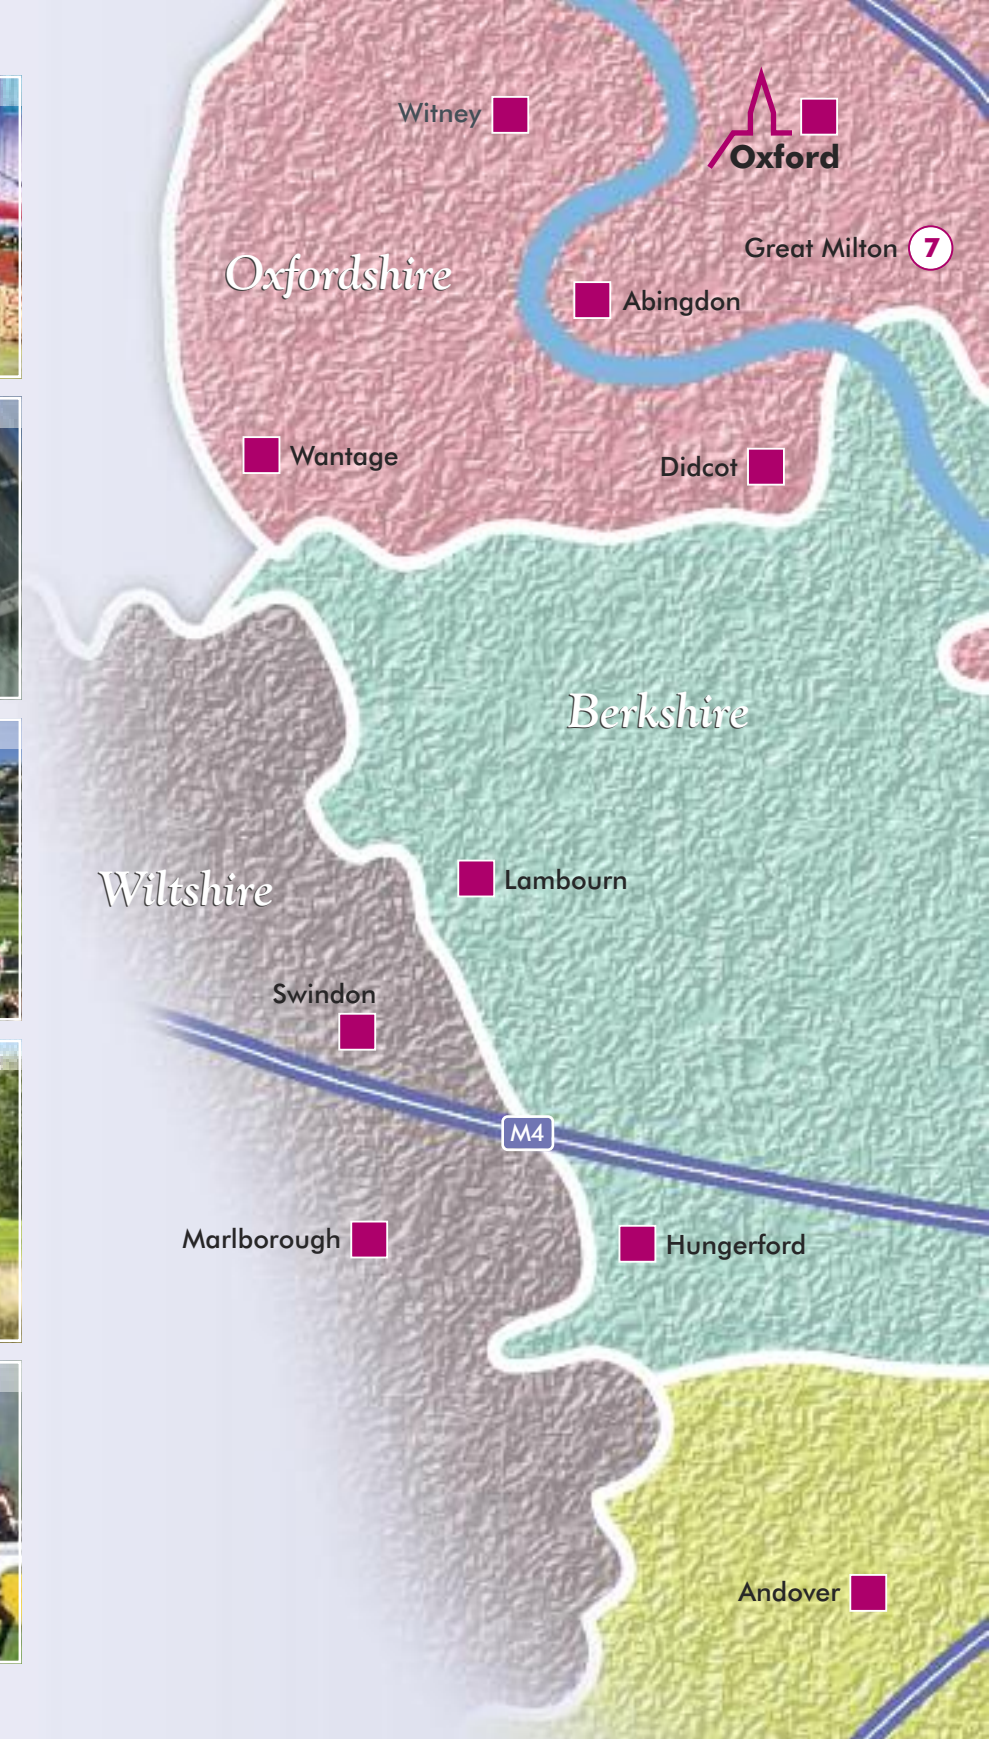 Witney
Oxford
Great Milton 7
Oxfordshire
Abingdon
Wantage
Didcot
Berkshire
Lambourn
Wiltshire
Swindon
M4
Marlborough
Hungerford
Andover